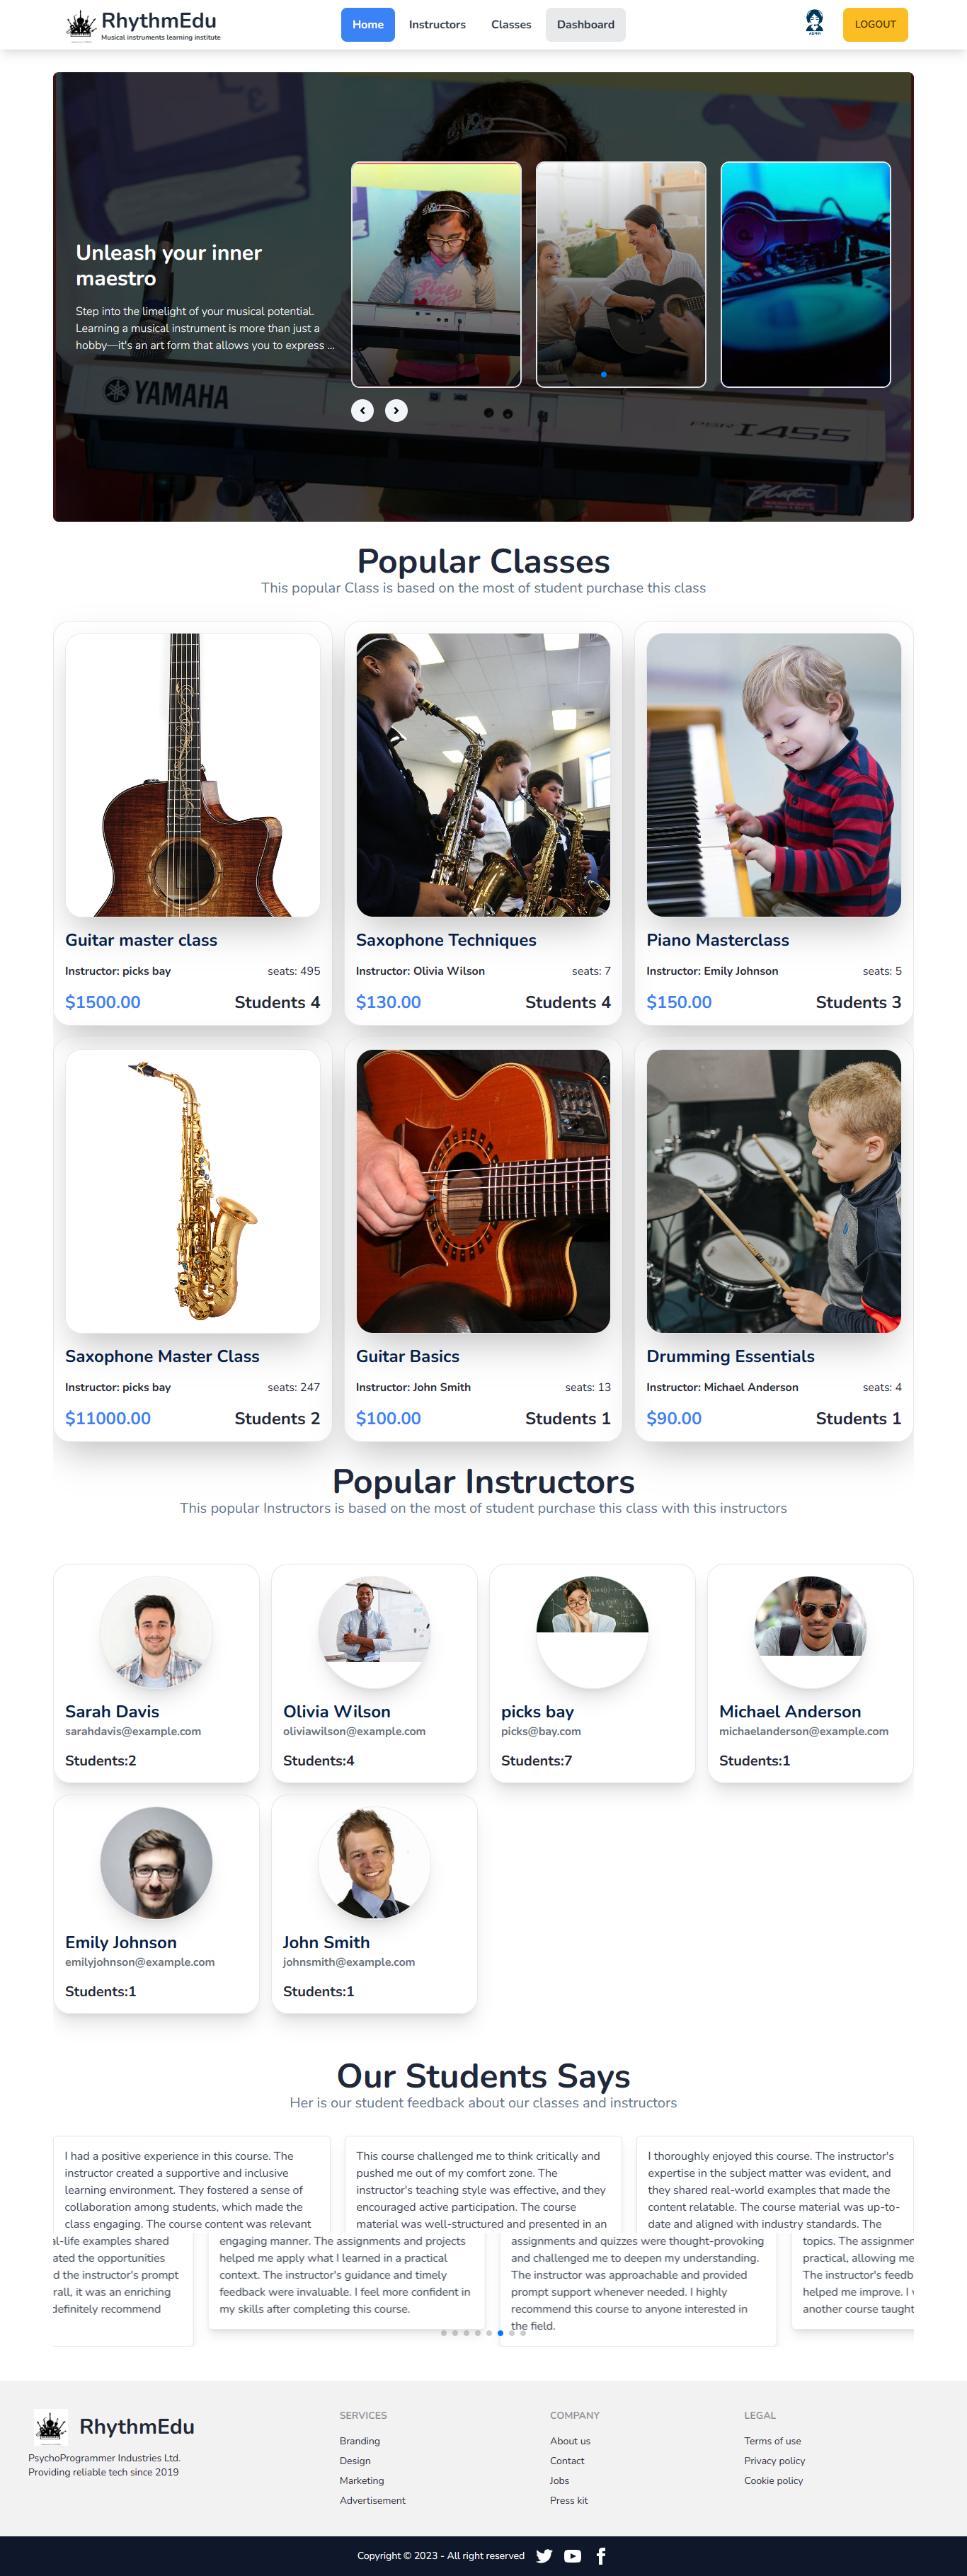 RhythmEdu
Musical instruments learning institute
Home
Instructors
Classes
Dashboard
ADMIN
LOGOUT
Unleash your inner
maestro
Step into the limelight of your musical potential.
Learning a musical instrument is more than just a
hobby—it's an art form that allows you to express ...
YAMAHA
PSR I455
Popular Classes
This popular Class is based on the most of student purchase this class
Guitar master class
Instructor: picks bay
seats: 495
$1500.00
Students 4
Saxophone Techniques
Instructor: Olivia Wilson
seats: 7
$130.00
Students 4
Piano Masterclass
Instructor: Emily Johnson
seats: 5
$150.00
Students 3
Saxophone Master Class
Instructor: picks bay
seats: 247
$11000.00
Students 2
Guitar Basics
Instructor: John Smith
seats: 13
$100.00
Students 1
Drumming Essentials
Instructor: Michael Anderson
seats: 4
$90.00
Students 1
Popular Instructors
This popular Instructors is based on the most of student purchase this class with this instructors
Sarah Davis
sarahdavis@example.com
Students:2
Olivia Wilson
oliviawilson@example.com
Students:4
picks bay
picks@bay.com
Students:7
Michael Anderson
michaelanderson@example.com
Students:1
Emily Johnson
emilyjohnson@example.com
Students:1
John Smith
johnsmith@example.com
Students:1
Our Students Says
Her is our student feedback about our classes and instructors
I had a positive experience in this course. The
instructor created a supportive and inclusive
learning environment. They fostered a sense of
collaboration among students, which made the
class engaging. The course content was relevant
This course challenged me to think critically and
pushed me out of my comfort zone. The
instructor's teaching style was effective, and they
encouraged active participation. The course
material was well-structured and presented in an
I thoroughly enjoyed this course. The instructor's
expertise in the subject matter was evident, and
they shared real-world examples that made the
content relatable. The course material was up-to-
date and aligned with industry standards. The
al-life examples shared
ated the opportunities
d the instructor's prompt
rall, it was an enriching
definitely recommend
engaging manner. The assignments and projects
helped me apply what I learned in a practical
context. The instructor's guidance and timely
feedback were invaluable. I feel more confident in
my skills after completing this course.
assignments and quizzes were thought-provoking
and challenged me to deepen my understanding.
The instructor was approachable and provided
prompt support whenever needed. I highly
recommend this course to anyone interested in
the field.
topics. The assignmen
practical, allowing me
The instructor's feedb
helped me improve. I
another course taught
RhythmEdu
PsychoProgrammer Industries Ltd.
Providing reliable tech since 2019
SERVICES
Branding
Design
Marketing
Advertisement
COMPANY
About us
Contact
Jobs
Press kit
LEGAL
Terms of use
Privacy policy
Cookie policy
Copyright © 2023 - All right reserved